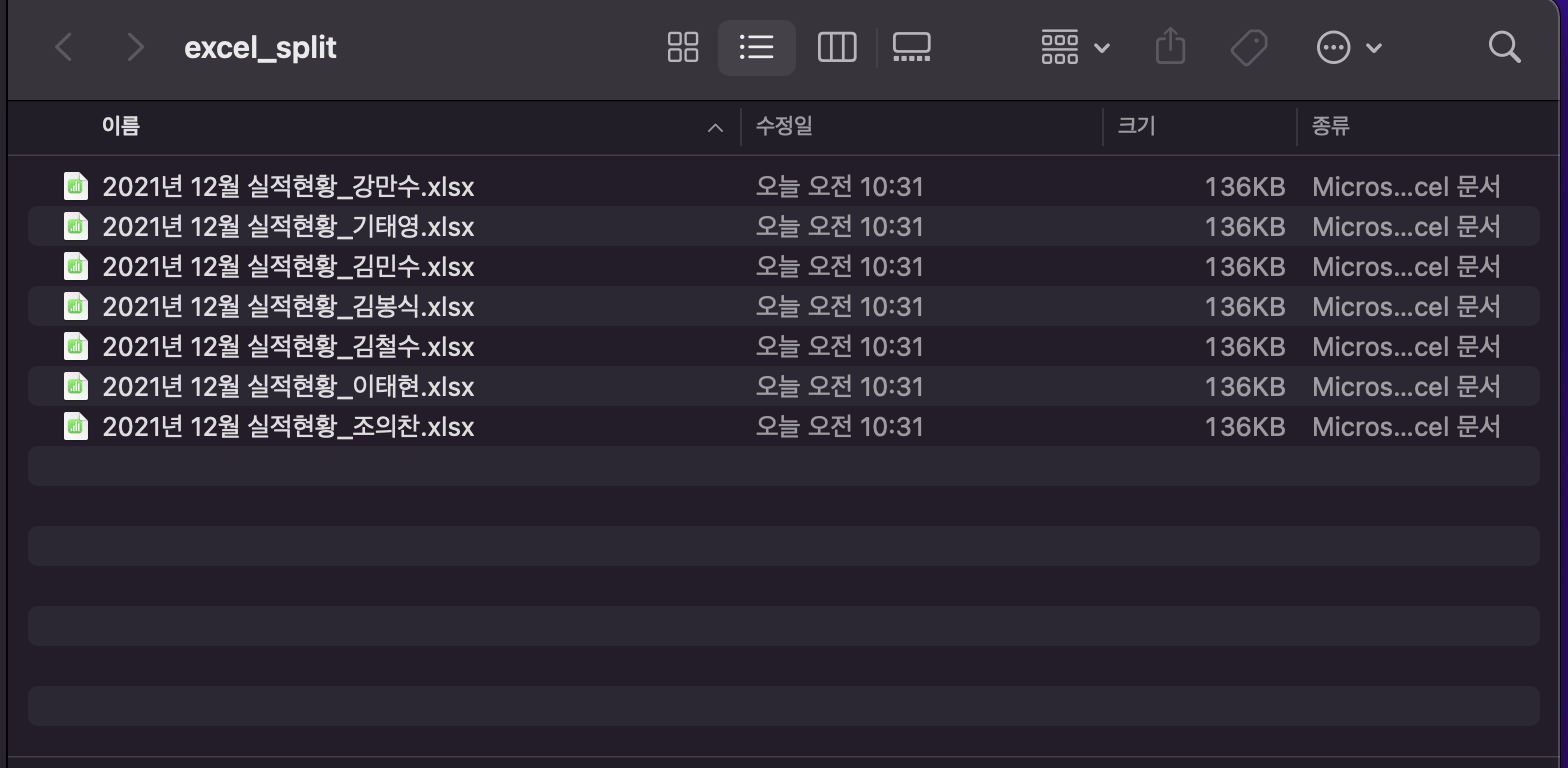 excel_split
이름 수정일 크기 종류
2021년 12월 실적현황_강만수.xlsx 오늘 오전 10:31 136KB Micros...cel 문서
2021년 12월 실적현황_기태영.xlsx 오늘 오전 10:31 136KB Micros...cel 문서
2021년 12월 실적현황_김민수.xlsx 오늘 오전 10:31 136KB Micros...cel 문서
2021년 12월 실적현황_김봉식.xlsx 오늘 오전 10:31 136KB Micros...cel 문서
2021년 12월 실적현황_김철수.xlsx 오늘 오전 10:31 136KB Micros...cel 문서
2021년 12월 실적현황_이태현.xlsx 오늘 오전 10:31 136KB Micros...cel 문서
2021년 12월 실적현황_조의찬.xlsx 오늘 오전 10:31 136KB Micros...cel 문서